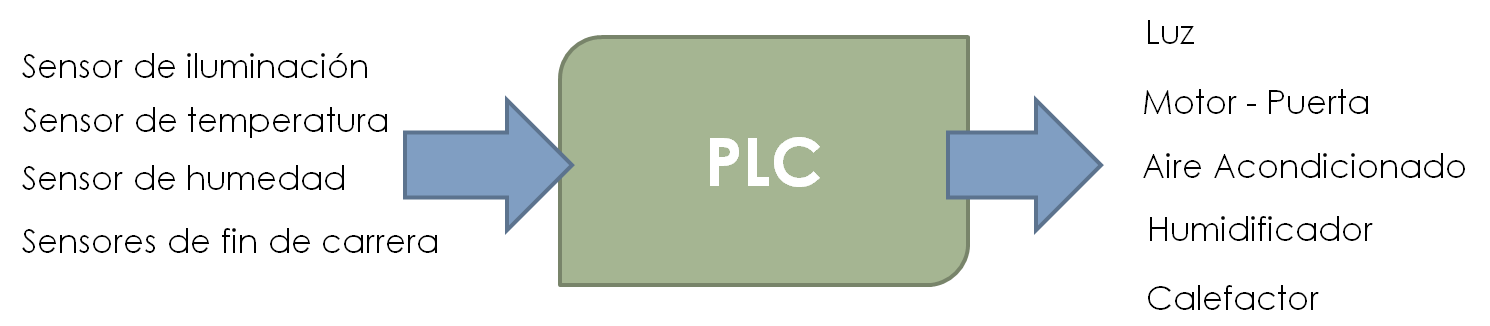 Sensor de iluminación
Sensor de temperatura
Sensor de humedad
Sensores de fin de carrera
PLC
Luz
Motor - Puerta
Aire Acondicionado
Humidificador
Calefactor